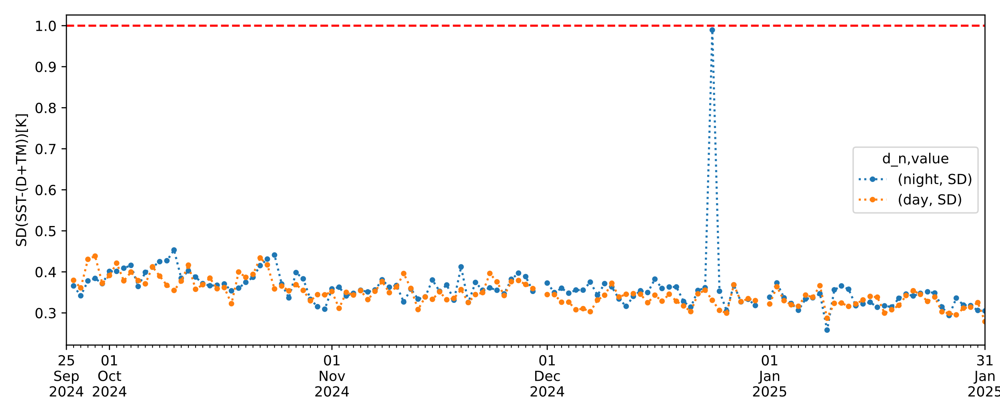 1.0
0.9
0.8
0.7
0.6
0.5
0.4
0.3
SD(SST-(D+TM))[K]
d_n,value
(night, SD)
(day, SD)
25
Sep
2024
01
Oct
2024
01
Nov
2024
01
Dec
2024
01
Jan
2025
31
Jan
2025